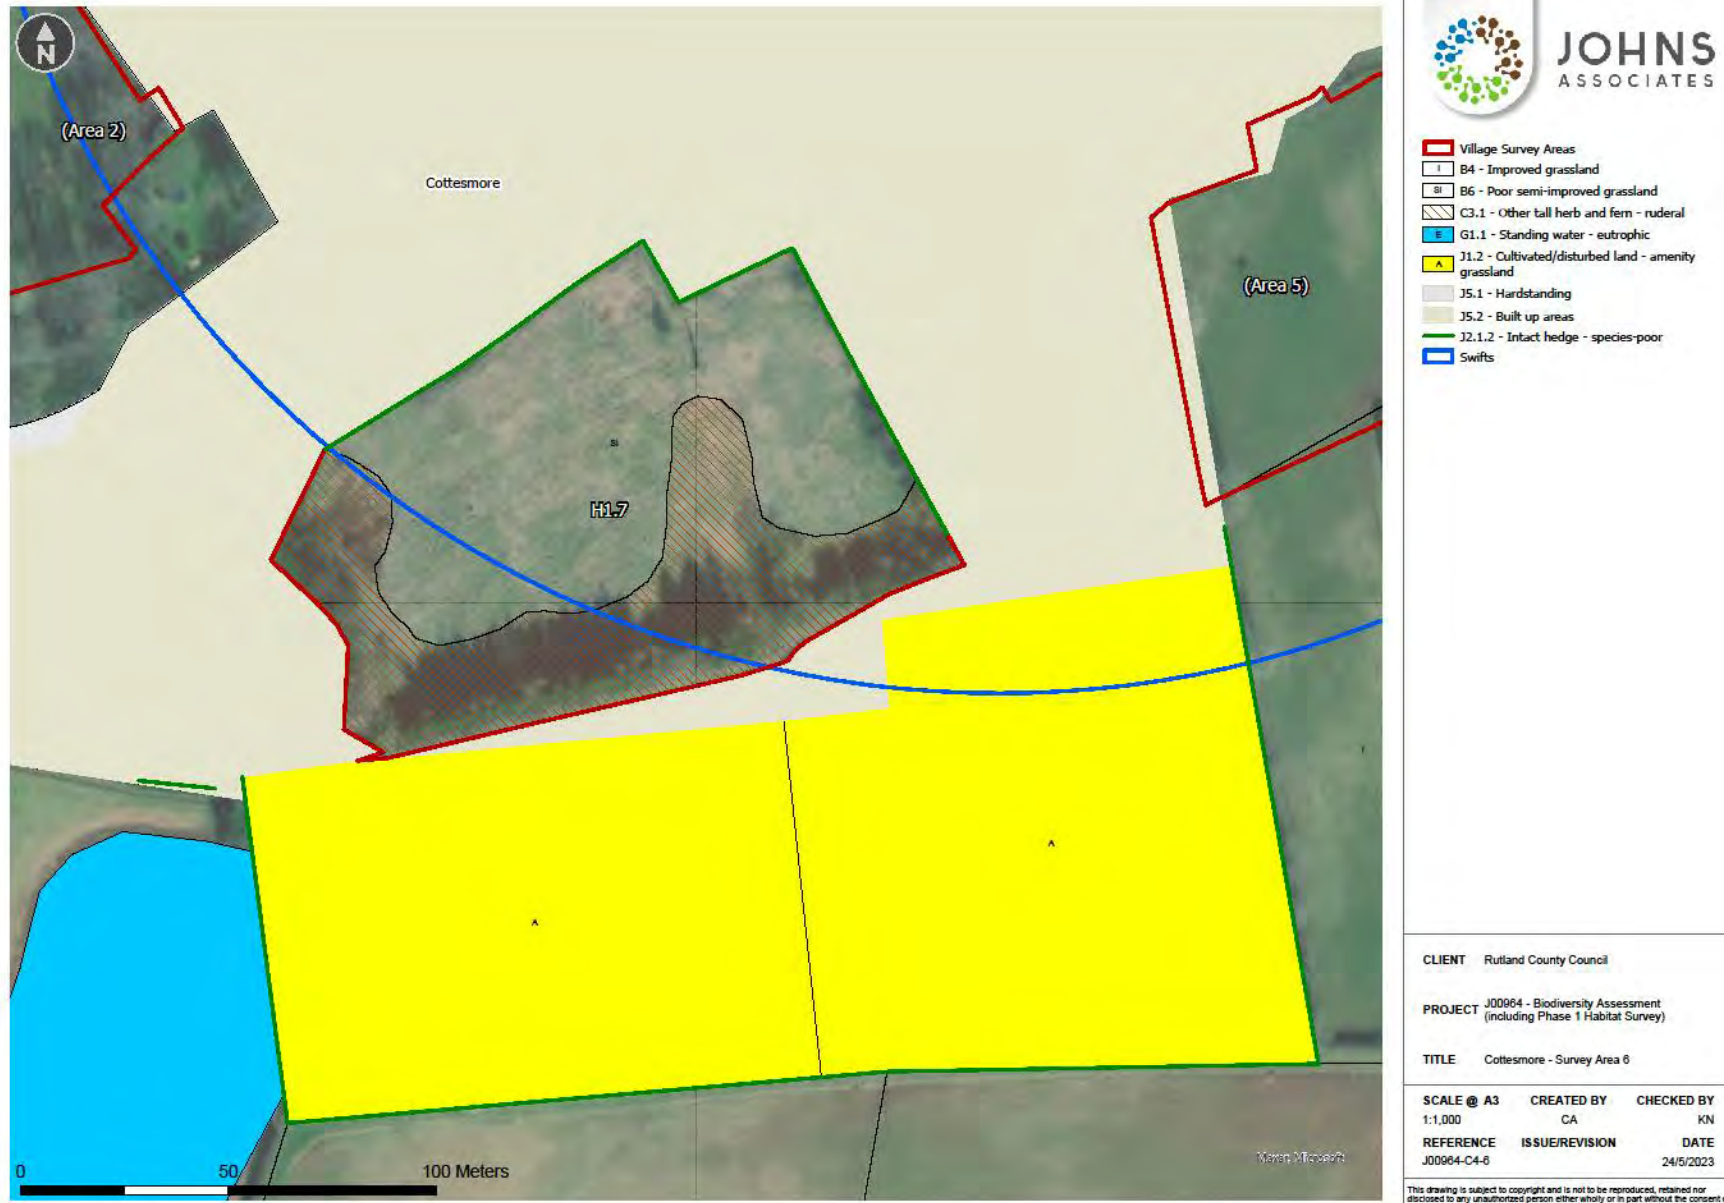 N
(Area 2)
Cottesmore
(Area 5)
SI
H1.7
I
A
A
0 50 100 Meters
Maxar, Microsoft
JOHNS
ASSOCIATES
Village Survey Areas
I B4 - Improved grassland
SI B6 - Poor semi-improved grassland
C3.1 - Other tall herb and fern - ruderal
E G1.1 - Standing water - eutrophic
A J1.2 - Cultivated/disturbed land - amenity
grassland
J5.1 - Hardstanding
J5.2 - Built up areas
J2.1.2 - Intact hedge - species-poor
Swifts
CLIENT Rutland County Council
PROJECT J00964 - Biodiversity Assessment
(including Phase 1 Habitat Survey)
TITLE Cottesmore - Survey Area 6
SCALE @ A3 CREATED BY CHECKED BY
1:1,000 CA KN
REFERENCE ISSUE/REVISION DATE
J00964-C4-6 24/5/2023
This drawing is subject to copyright and is not to be reproduced, retained nor
disclosed to any unauthorized person either wholly or in part without the consent